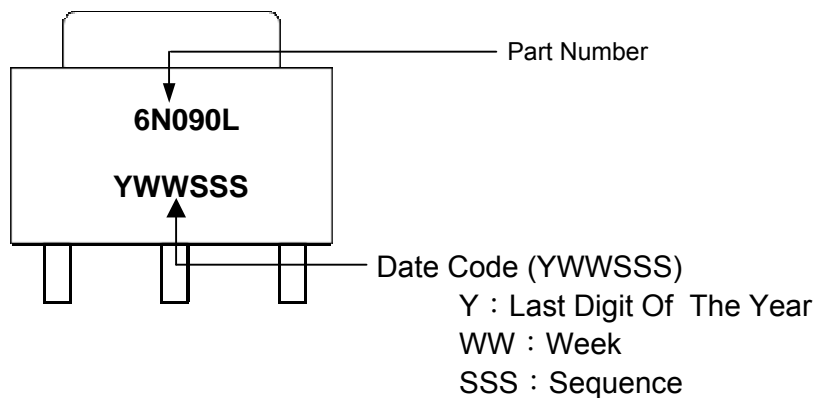 Part Number
6N090L
YWWSSS
Date Code (YWWSSS)
Y：Last Digit Of The Year
WW：Week
SSS：Sequence